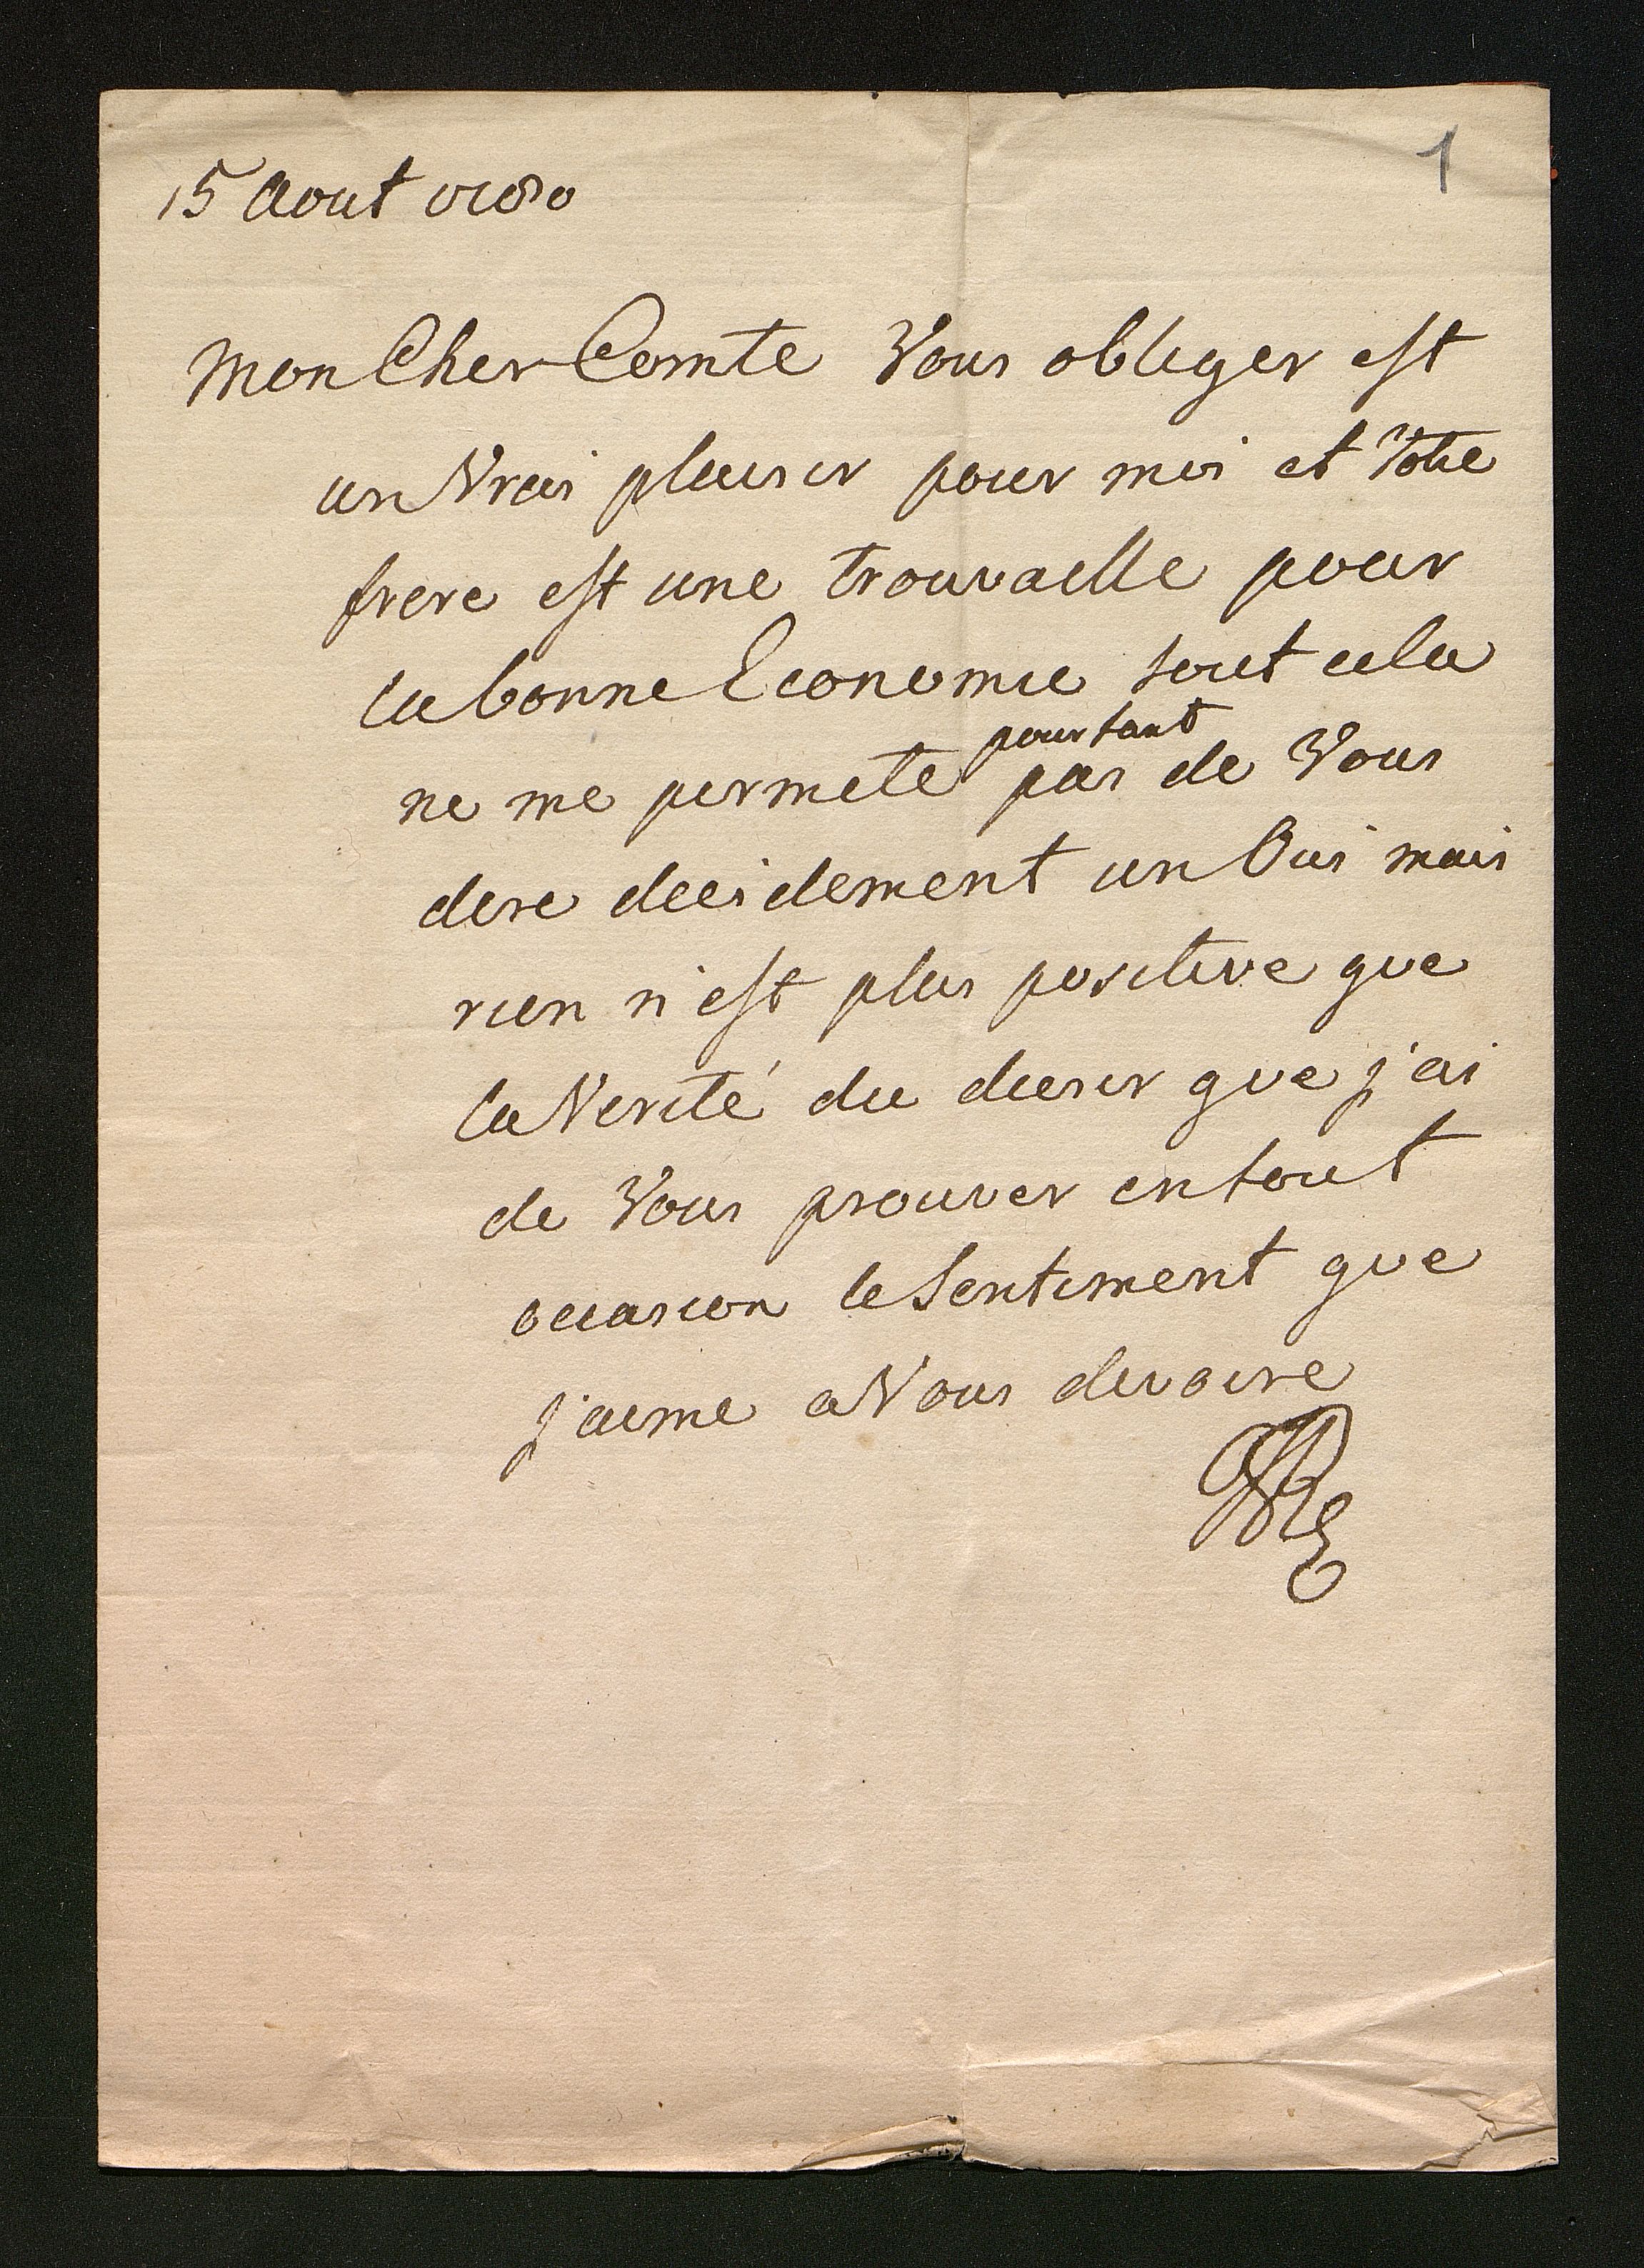 1
15 Aout
Mon Cher Comte Vous obliger est
un Vrai plaisir pour moi et Votre
frere est une trouvaille pour
la bonne Economie tout cela
pourtant
ne me permete pas de Vous
dire decidement un Oui mais
rien n'est plus positive que
la Verité du desir que j'ai
de Vous prouver en tout
occasion le Sentiment que
j'aime a Vous devoire